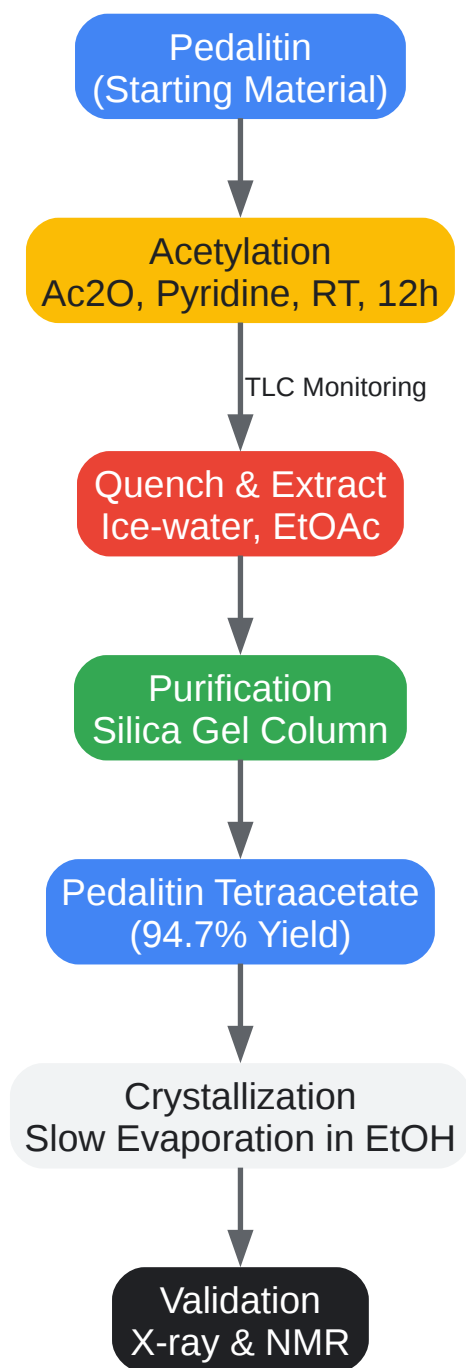 Pedalitin
(Starting Material)
Acetylation
Ac2O, Pyridine, RT, 12h
TLC Monitoring
Quench & Extract
Ice-water, EtOAc
Purification
Silica Gel Column
Pedalitin Tetraacetate
(94.7% Yield)
Crystallization
Slow Evaporation in EtOH
Validation
X-ray & NMR